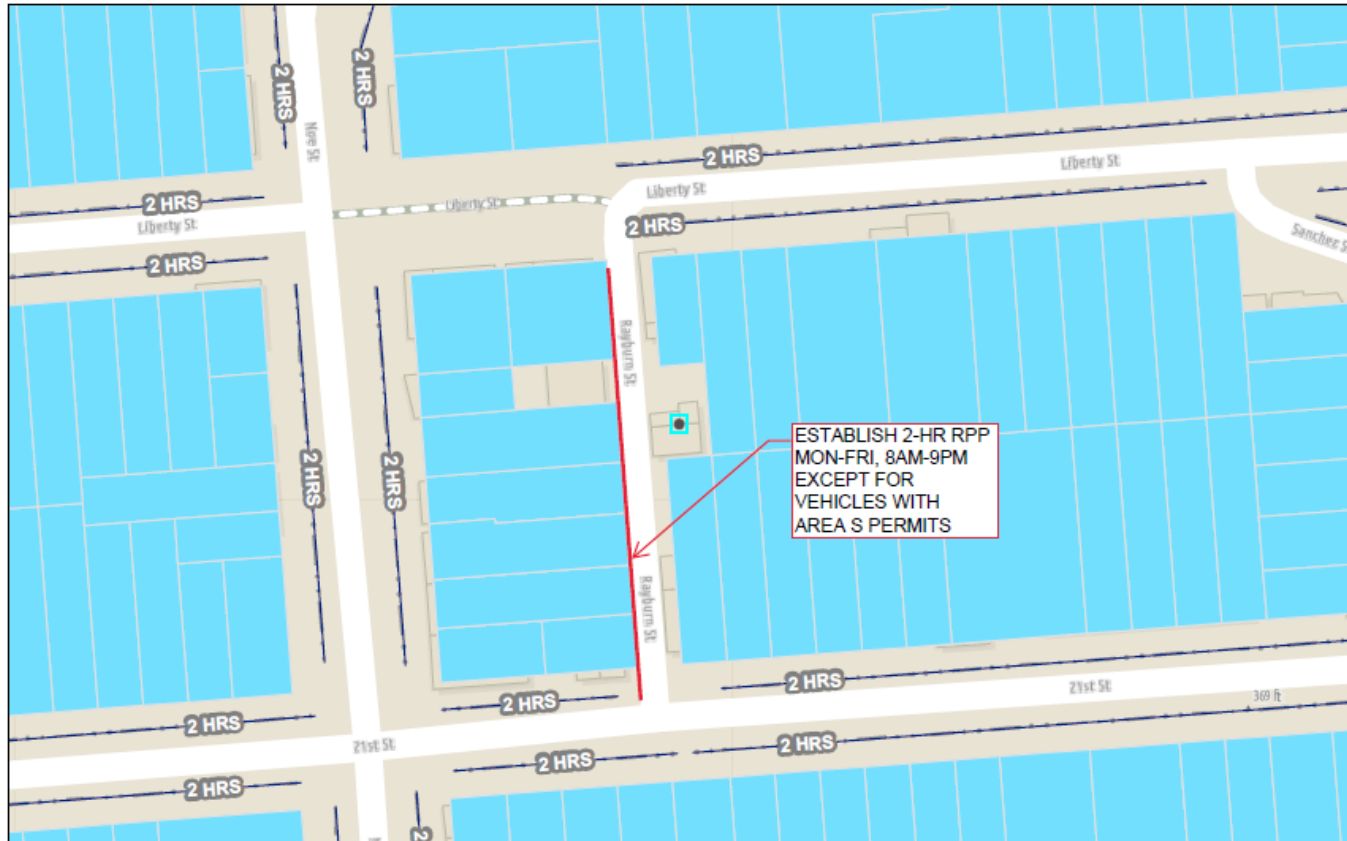 2 HRS
2 HRS
Noe St
2 HRS
2 HRS
Liberty St
Liberty St
Liberty St
Liberty St
2 HRS
2 HRS
2 HRS
Sanchez S
Rayburn St
ESTABLISH 2-HR RPP
MON-FRI, 8AM-9PM
EXCEPT FOR
VEHICLES WITH
AREA S PERMITS
2 HRS
2 HRS
Rayburn St
2 HRS
2 HRS
21st St
369 ft
2 HRS
21st St
2 HRS
2 HRS
2 HRS
2